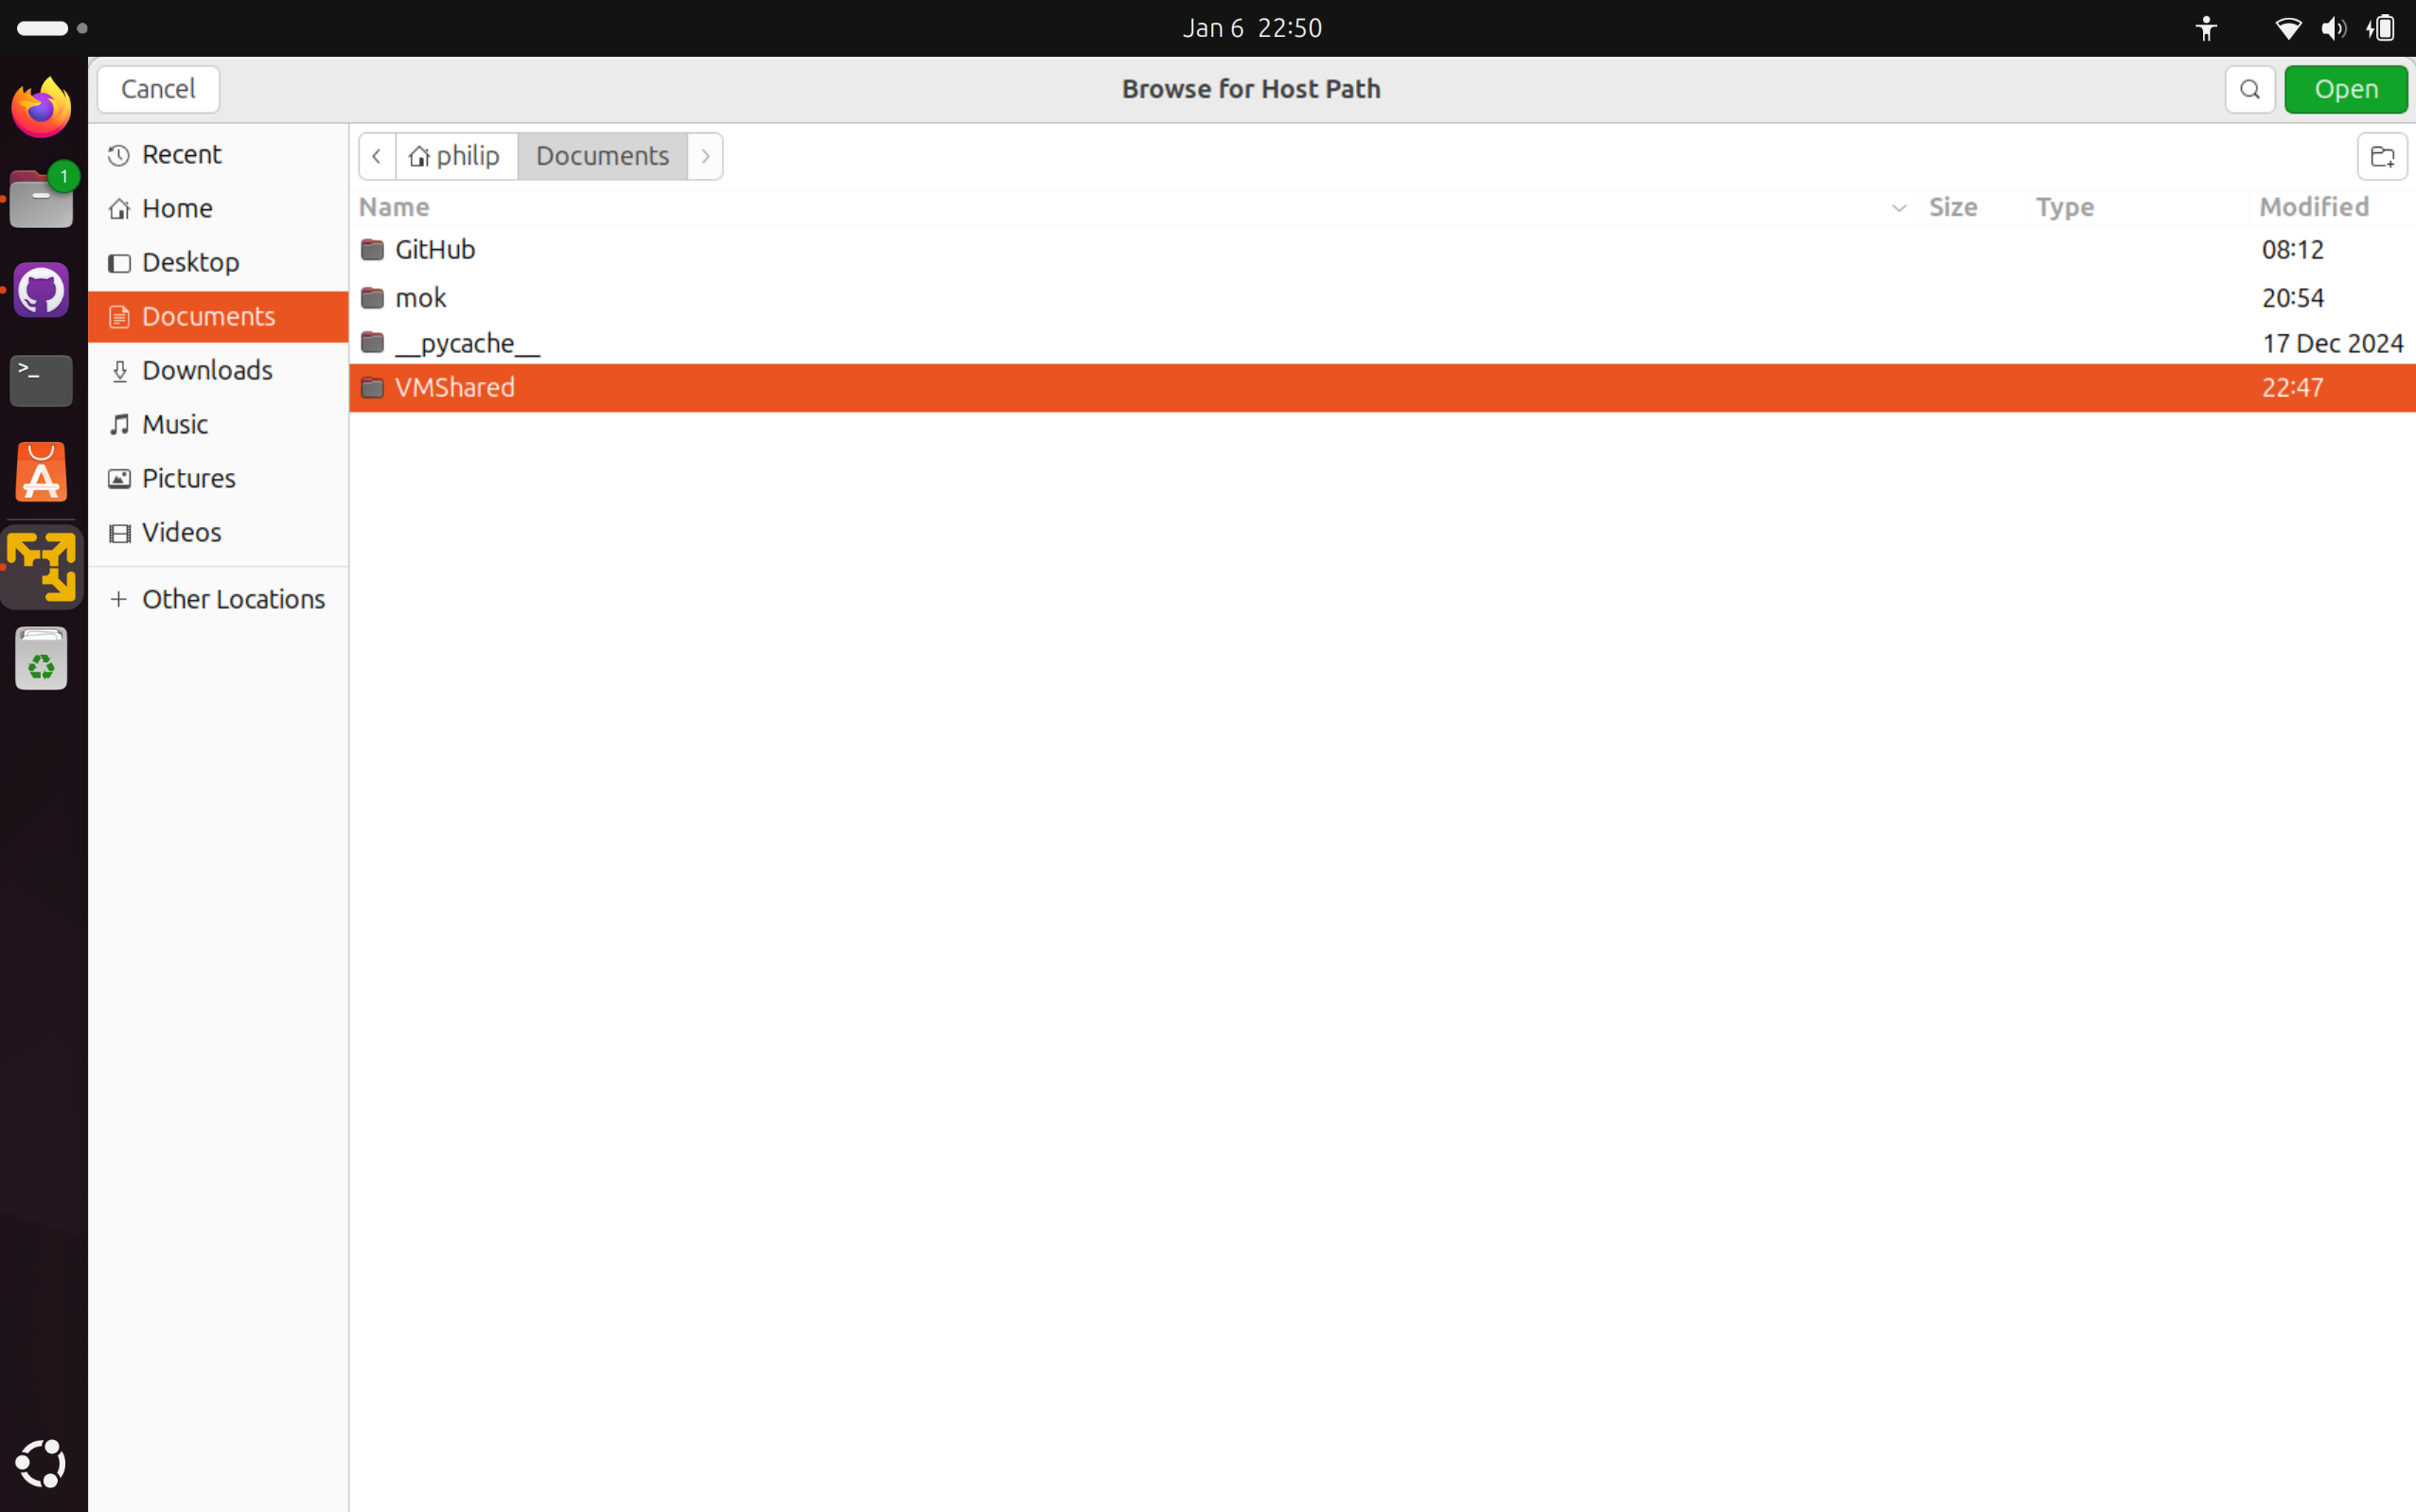 Jan 6 22:50
Cancel
Browse for Host Path
Open
1
>_
Recent
Home
Desktop
Documents
Downloads
Music
Pictures
Videos
Other Locations
philip Documents
Name Size Type Modified
GitHub 08:12
mok 20:54
__pycache__ 17 Dec 2024
VMShared 22:47